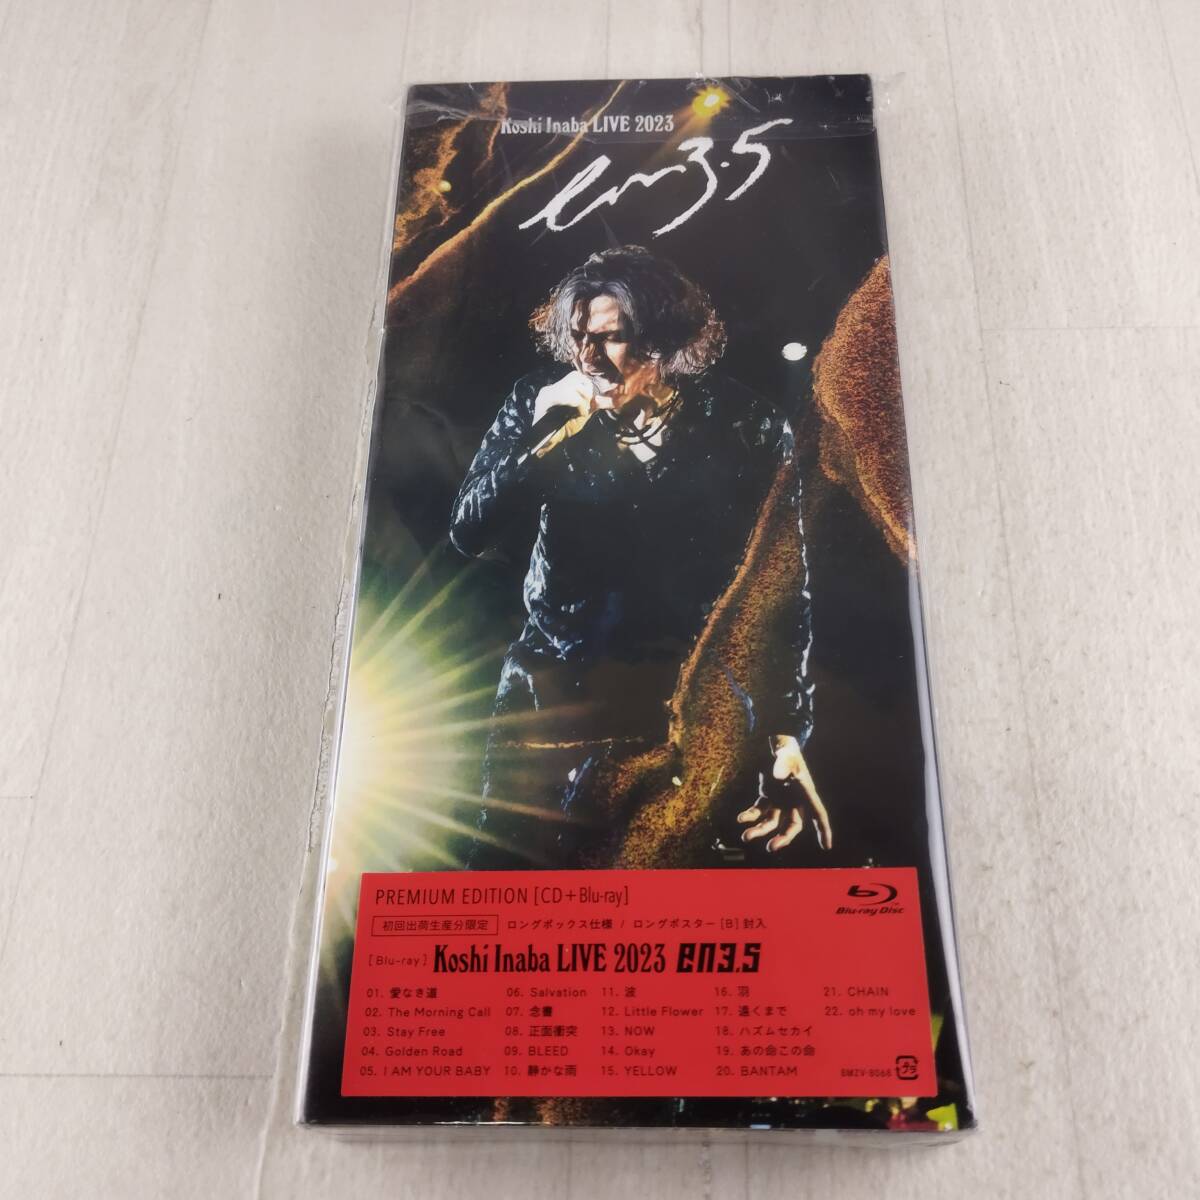 Koshi Inaba LIVE 2023
en3.5
PREMIUM EDITION [CD+Blu-ray]
Blu-ray Disc
初回出荷生産分限定 ロングボックス仕様 / ロングポスター [B] 封入
[Blu-ray] Koshi Inaba LIVE 2023 en3.5
01. 愛なき道
02. The Morning Call
03. Stay Free
04. Golden Road
05. I AM YOUR BABY
06. Salvation
07. 念書
08. 正面衝突
09. BLEED
10. 静かな雨
11. 波
12. Little Flower
13. NOW
14. Okay
15. YELLOW
16. 羽
17. 遠くまで
18. ハズムセカイ
19. あの命この命
20. BANTAM
21. CHAIN
22. oh my love
BMZV-8068 プラ